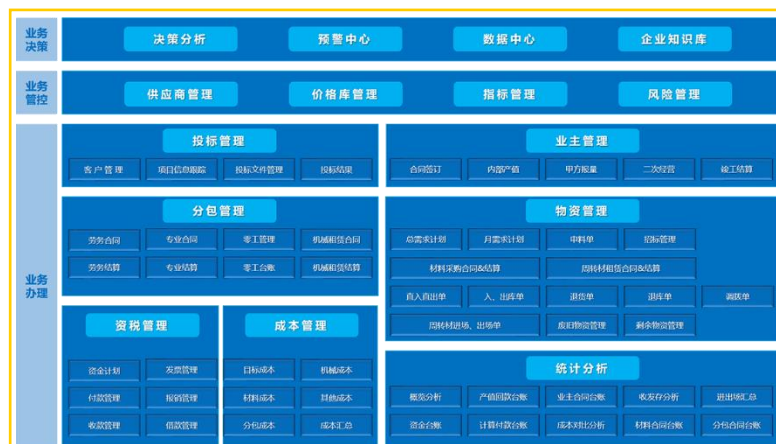 业务
决策
决策分析 预警中心 数据中心 企业知识库
业务
管控
供应商管理 价格库管理 指标管理 风险管理
业务
办理
投标管理
客户管理 项目信息跟踪 投标文件管理 投标结果
业主管理
合同签订 内部产值 甲方报量 二次经营 竣工结算
分包管理
劳务合同 专业合同 零工管理 机械租赁合同
劳务结算 专业结算 零工台账 机械租赁结算
物资管理
总需求计划 月需求计划 申料单 招标管理
材料采购合同&结算 周转材租赁合同&结算
直入直出单 入、出库单 退货单 退库单 调拨单
周转材进场、出场单 废旧物资管理 剩余物资管理
资税管理
资金计划 发票管理
付款管理 报销管理
收款管理 借款管理
成本管理
目标成本 机械成本
材料成本 其他成本
分包成本 成本汇总
统计分析
概览分析 产值回款台账 业主合同台账 收发存分析 进出场汇总
资金台账 计算付款台账 成本对比分析 材料合同台账 分包合同台账